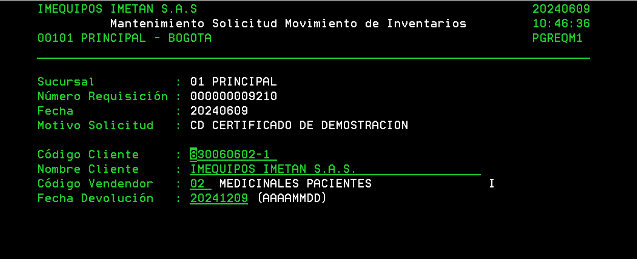 IMEQUIPOS IMETAN S.A.S 20240609
Mantenimiento Solicitud Movimiento de Inventarios 10:46:36
00101 PRINCIPAL - BOGOTA PGREQM1
Sucursal : 01 PRINCIPAL
Número Requisición : 000000009210
Fecha : 20240609
Motivo Solicitud : CD CERTIFICADO DE DEMOSTRACION
Código Cliente : 830060602-1
Nombre Cliente : IMEQUIPOS IMETAN S.A.S.
Código Vendendor : 02 MEDICINALES PACIENTES
Fecha Devolución : 20241209 (AAAAMMDD)